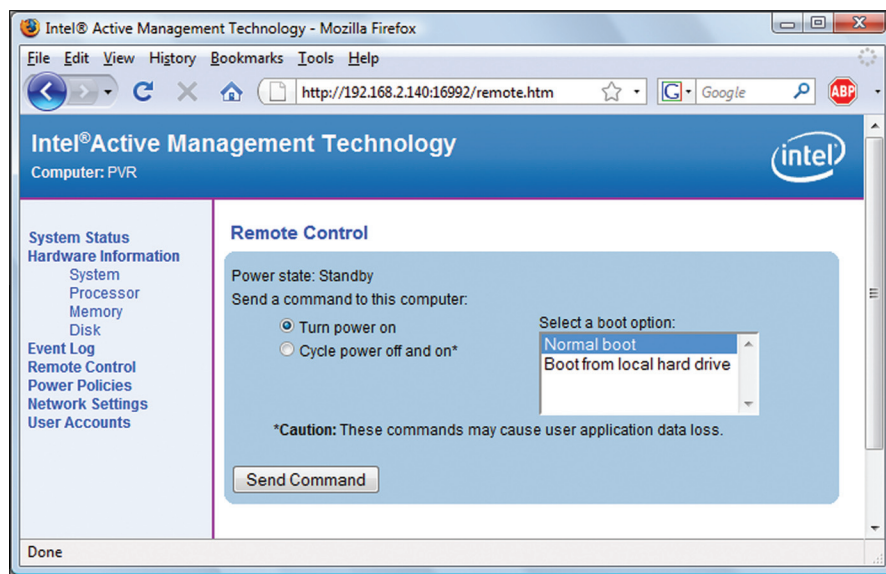 Intel® Active Management Technology - Mozilla Firefox
File Edit View History Bookmarks Tools Help
http://192.168.2.140:16992/remote.htm
G Google
ABP
Intel®Active Management Technology
Computer: PVR
intel
System Status
Hardware Information
System
Processor
Memory
Disk
Event Log
Remote Control
Power Policies
Network Settings
User Accounts
Remote Control
Power state: Standby
Send a command to this computer:
Turn power on
Cycle power off and on*
Select a boot option:
Normal boot
Boot from local hard drive
*Caution: These commands may cause user application data loss.
Send Command
Done